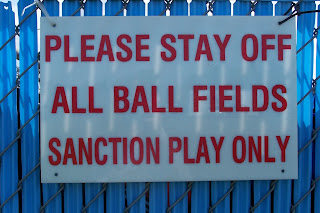 PLEASE STAY OFF
ALL BALL FIELDS
SANCTION PLAY ONLY